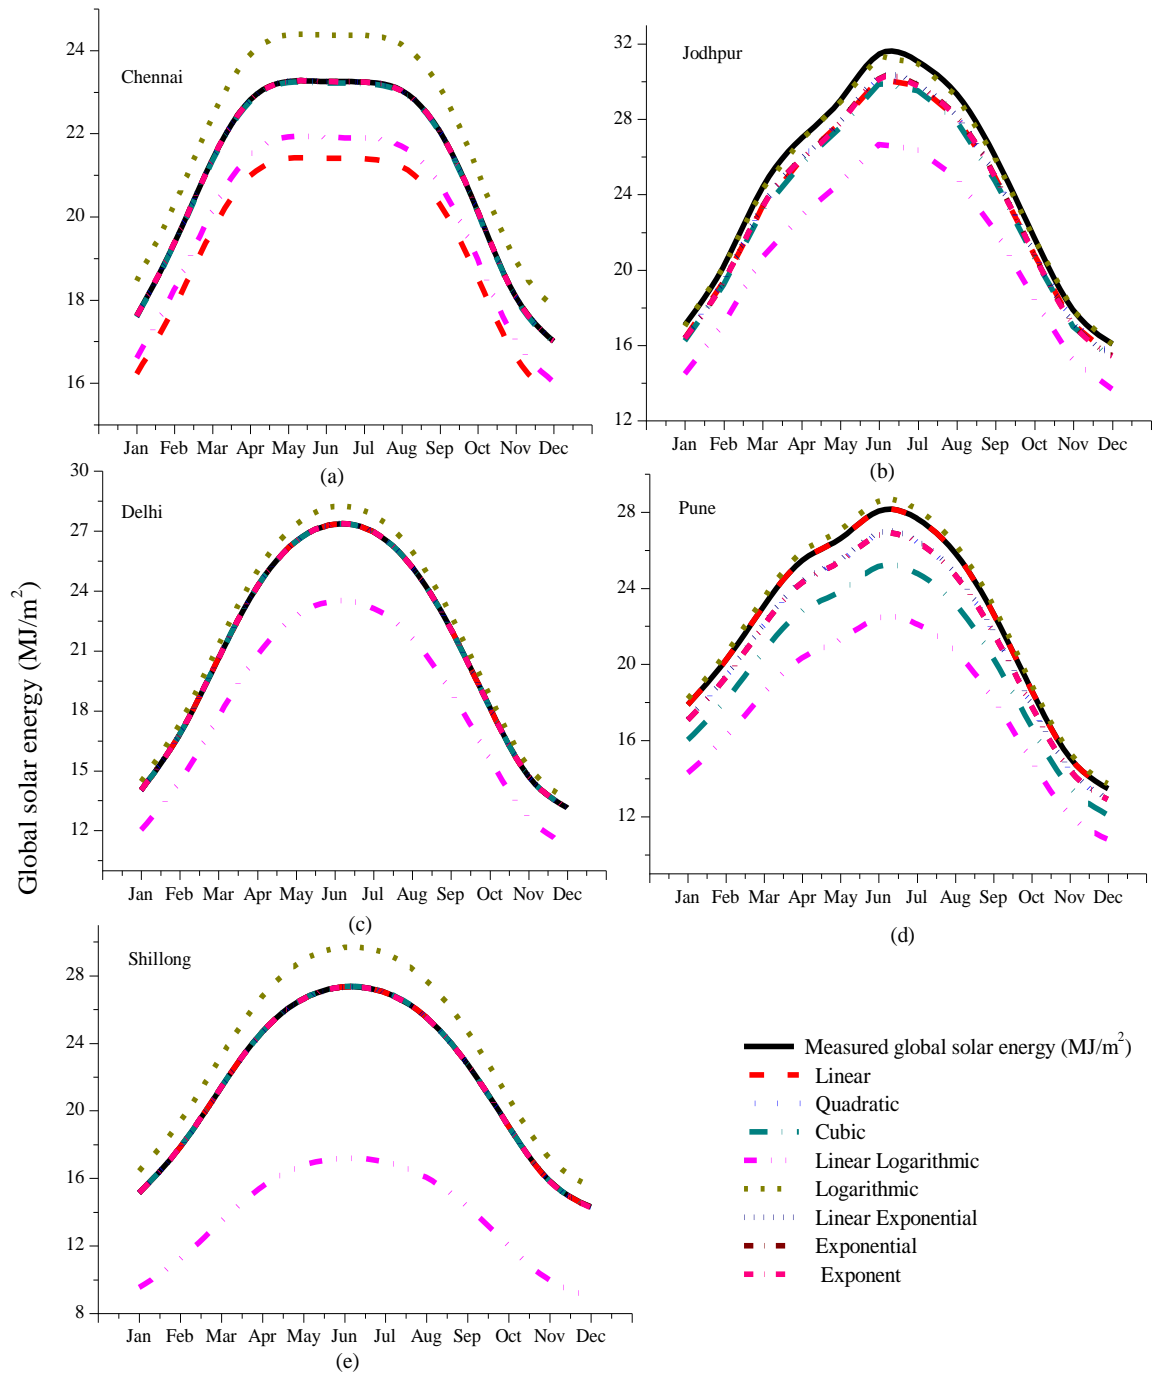 Chennai
24
22
20
18
16
Jan Feb Mar Apr May Jun Jul Aug Sep Oct Nov Dec
(a)
Jodhpur
32
28
24
20
16
12
Jan Feb Mar Apr May Jun Jul Aug Sep Oct Nov Dec
(b)
Global solar energy (MJ/m²)
Delhi
30
27
24
21
18
15
12
Jan Feb Mar Apr May Jun Jul Aug Sep Oct Nov Dec
(c)
Pune
28
24
20
16
12
Jan Feb Mar Apr May Jun Jul Aug Sep Oct Nov Dec
(d)
Shillong
28
24
20
16
12
8
Jan Feb Mar Apr May Jun Jul Aug Sep Oct Nov Dec
(e)
Measured global solar energy (MJ/m²)
Linear
Quadratic
Cubic
Linear Logarithmic
Logarithmic
Linear Exponential
Exponential
Exponent